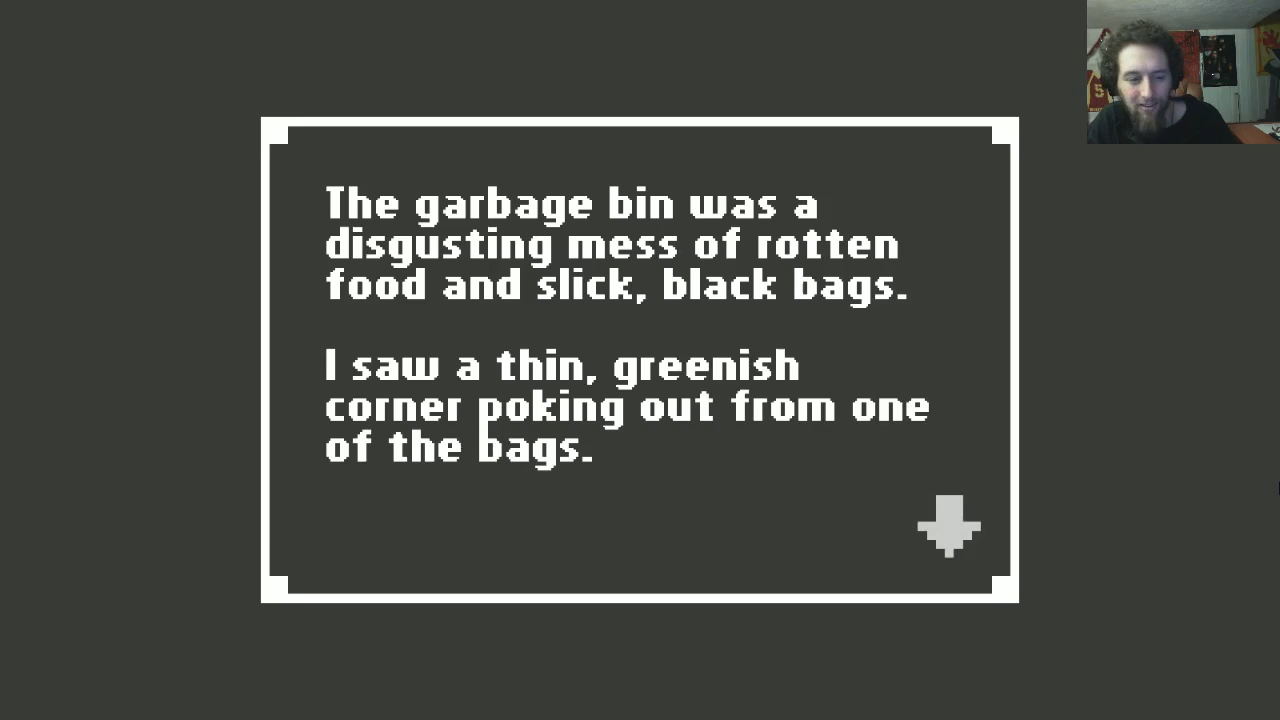 The garbage bin was a
disgusting mess of rotten
food and slick, black bags.
I saw a thin, greenish
corner poking out from one
of the bags.